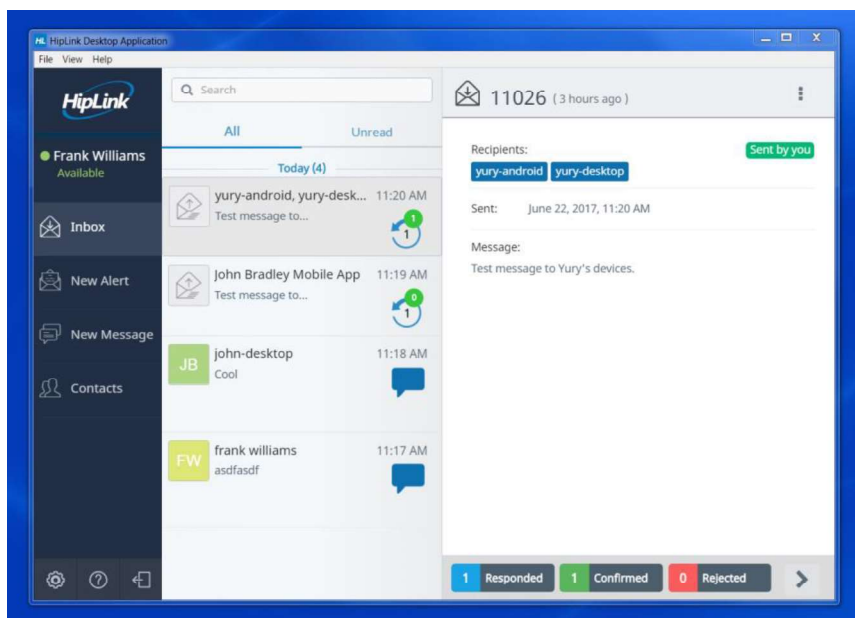 HL HipLink Desktop Application
File View Help
HipLink
Frank Williams
Available
Inbox
New Alert
New Message
Contacts
Search
All Unread
Today (4)
yury-android, yury-desk... 11:20 AM
Test message to...
1
1
John Bradley Mobile App 11:19 AM
Test message to...
0
1
JB
john-desktop 11:18 AM
Cool
FW
frank williams 11:17 AM
asdfasdf
11026 (3 hours ago)
Recipients: Sent by you
yury-android yury-desktop
Sent: June 22, 2017, 11:20 AM
Message:
Test message to Yury's devices.
1 Responded 1 Confirmed 0 Rejected